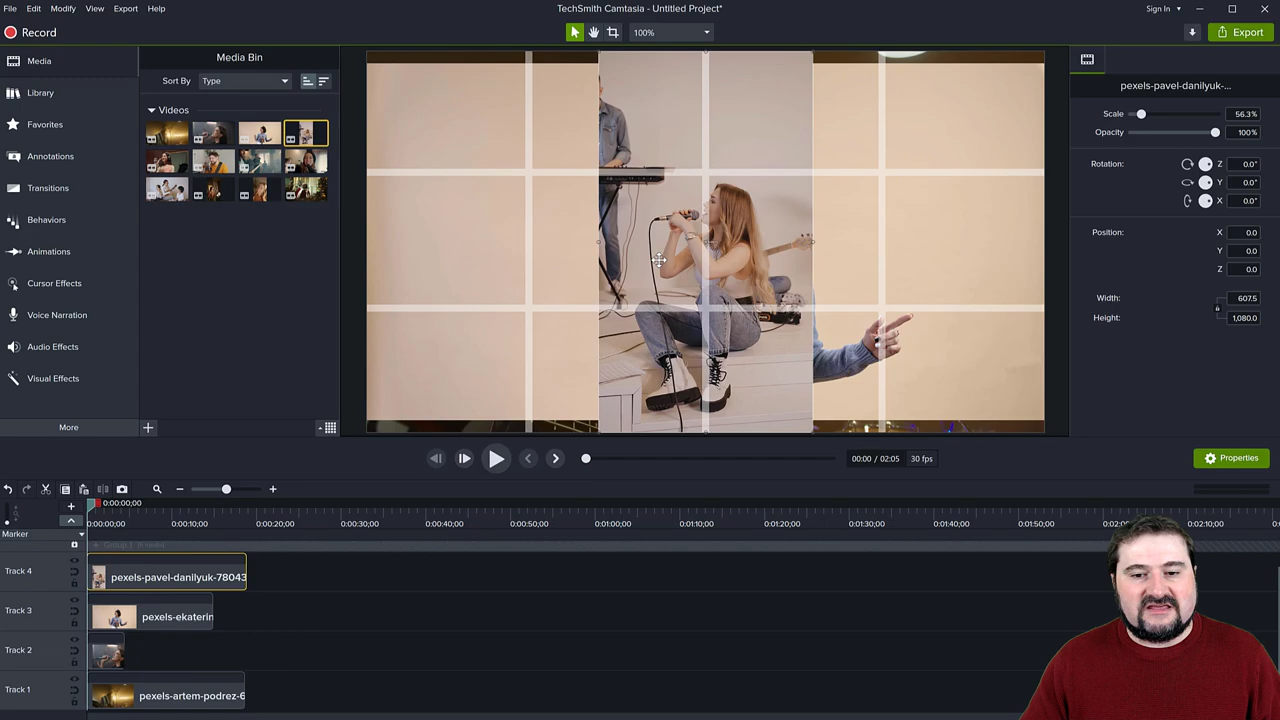 TechSmith Camtasia - Untitled Project*
File Edit Modify View Export Help
Sign In
Record
100%
Export
Media
Library
Favorites
Annotations
Transitions
Behaviors
Animations
Cursor Effects
Voice Narration
Audio Effects
Visual Effects
More
Media Bin
Sort By Type
Videos
pexels-pavel-danilyuk-...
Scale 56.3%
Opacity 100%
Rotation: Z 0.0°
Y 0.0°
X 0.0°
Position: X 0.0
Y 0.0
Z 0.0
Width: 607.5
Height: 1,080.0
00:00 / 02:05 30 fps
Properties
0:00:00;00
0:00:00;00 0:00:10;00 0:00:20;00 0:00:30;00 0:00:40;00 0:00:50;00 0:01:00;00 0:01:10;00 0:01:20;00 0:01:30;00 0:01:40;00 0:01:50;00 0:02:10;00
Marker
Track 4 pexels-pavel-danilyuk-78043
Track 3 pexels-ekaterin
Track 2
Track 1 pexels-artem-podrez-6